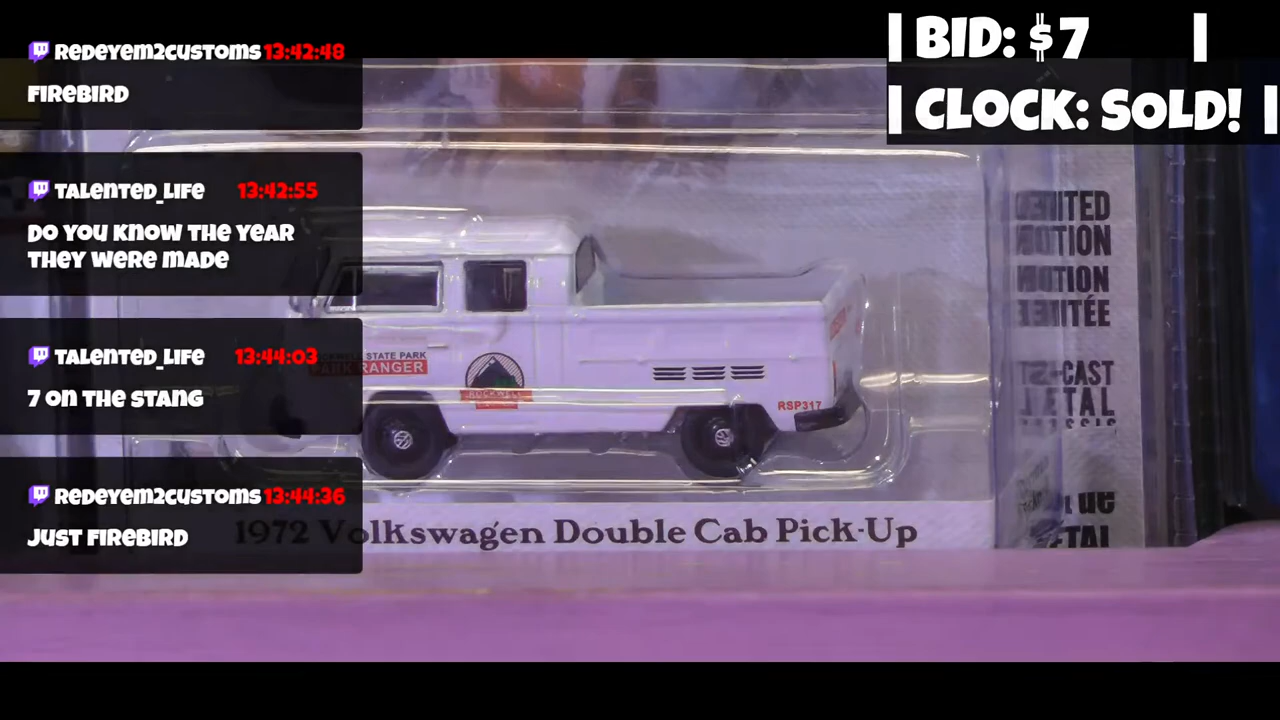 Redeyem2customs 13:42:48
Firebird
Talented_Life 13:42:55
Do you know the year
they were made
Talented_Life 13:44:03
7 on the stang
Redeyem2customs 13:44:36
Just Firebird
| BID: $7 |
| CLOCK: SOLD! |
STATE PARK
RANGER
ROCKWELL
RSP317
1972 Volkswagen Double Cab Pick-Up